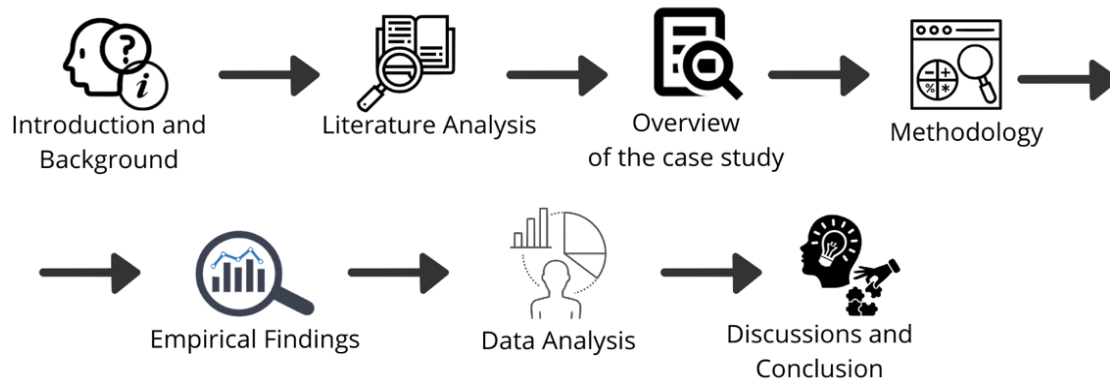 Introduction and
Background
Literature Analysis
Overview
of the case study
Methodology
Empirical Findings
Data Analysis
Discussions and
Conclusion